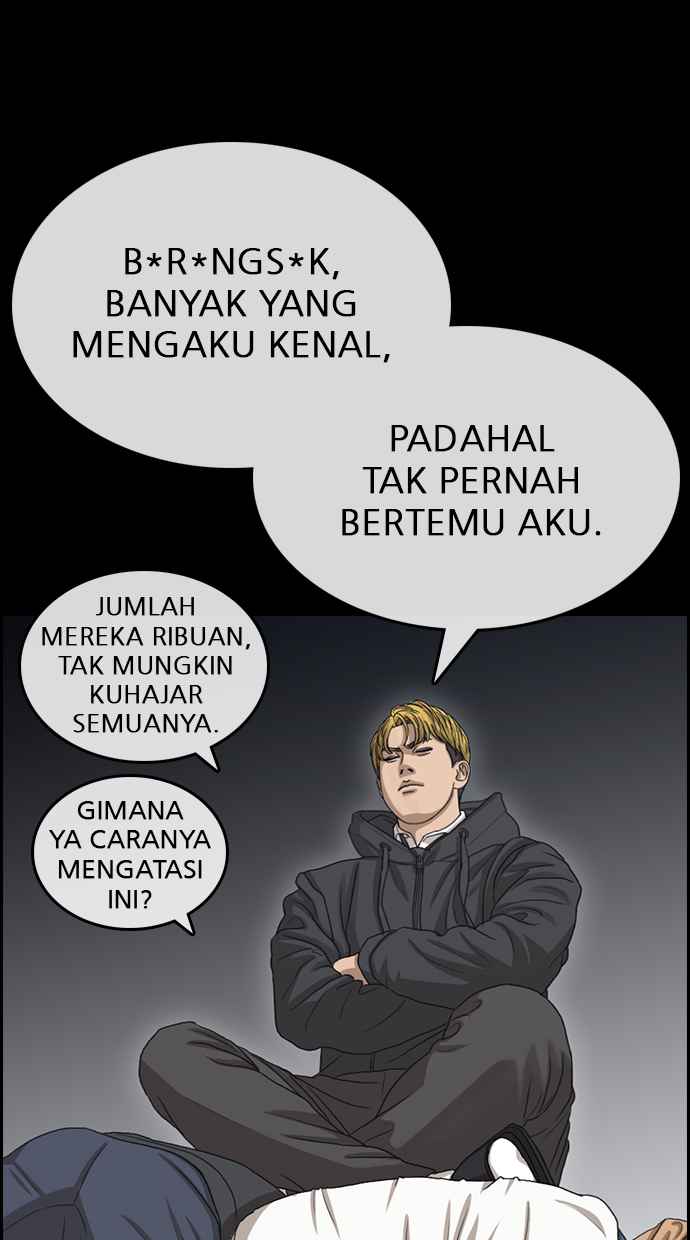 B*R*NGS*K,
BANYAK YANG
MENGAKU KENAL,
PADAHAL
TAK PERNAH
BERTEMU AKU.
JUMLAH
MEREKA RIBUAN,
TAK MUNGKIN
KUHAJAR
SEMUANYA.
GIMANA
YA CARANYA
MENGATASI
INI?